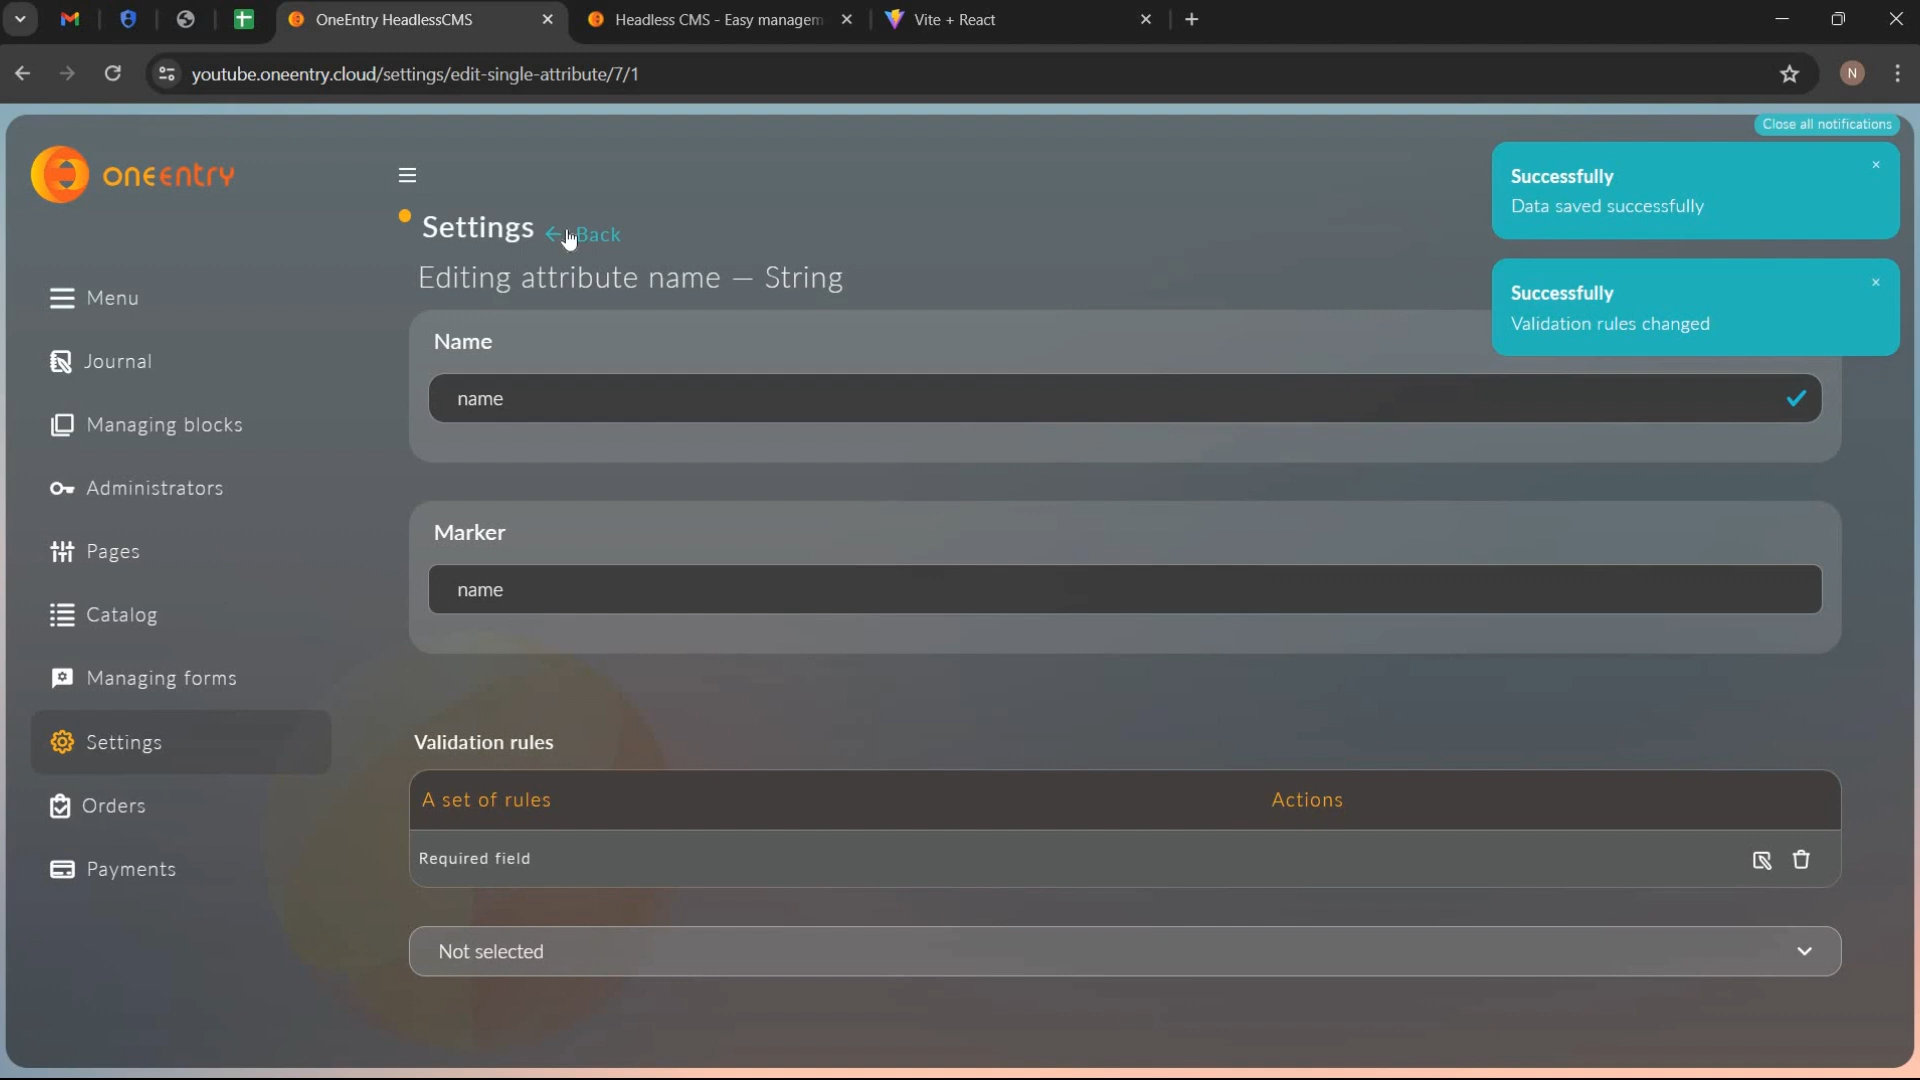 OneEntry HeadlessCMS
Headless CMS - Easy managem
Vite + React
youtube.oneentry.cloud/settings/edit-single-attribute/7/1
N
Close all notifications
oneentry
Successfully
Data saved successfully
Settings
Back
Editing attribute name — String
Successfully
Validation rules changed
Menu
Journal
Managing blocks
Administrators
Pages
Catalog
Managing forms
Settings
Orders
Payments
Name
name
Marker
name
Validation rules
A set of rules
Actions
Required field
Not selected